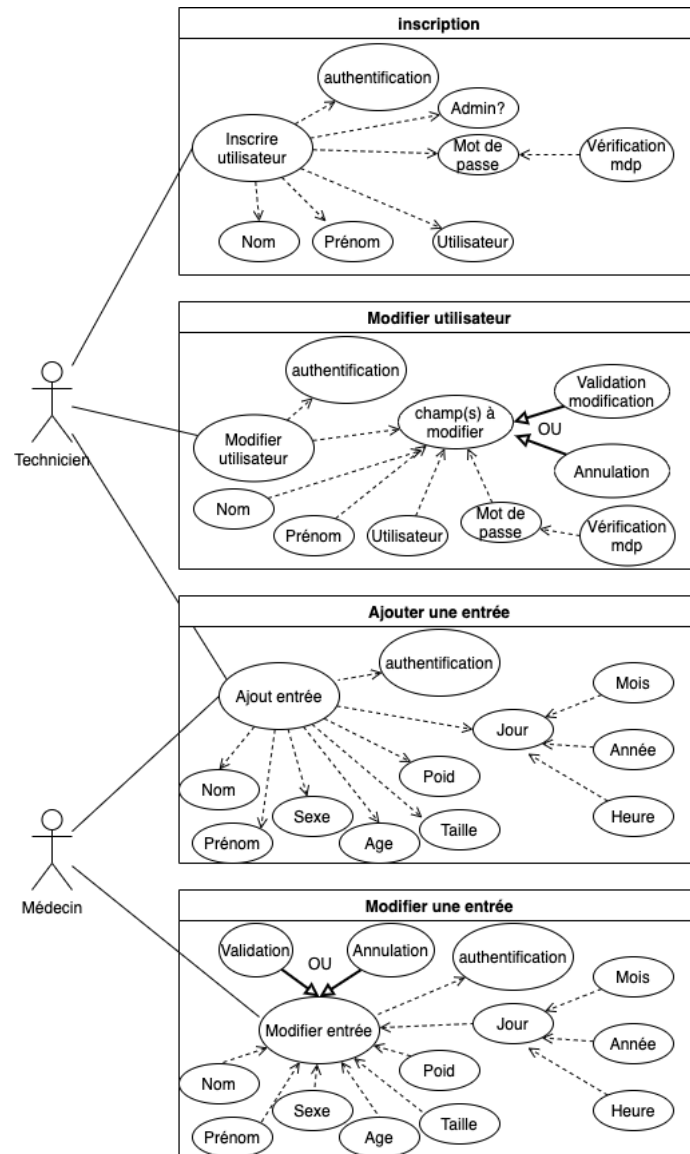 inscription
authentification
Admin?
Inscrire
utilisateur
Mot de
passe
Vérification
mdp
Nom
Prénom
Utilisateur
Modifier utilisateur
authentification
Validation
modification
champ(s) à
modifier
OU
Technicien
Modifier
utilisateur
Annulation
Nom
Mot de
passe
Prénom
Utilisateur
Vérification
mdp
Ajouter une entrée
authentification
Mois
Ajout entrée
Jour
Année
Poid
Nom
Sexe
Heure
Taille
Prénom
Age
Médecin
Modifier une entrée
Validation
OU
Annulation
authentification
Mois
Modifier entrée
Jour
Année
Poid
Nom
Sexe
Heure
Taille
Prénom
Age